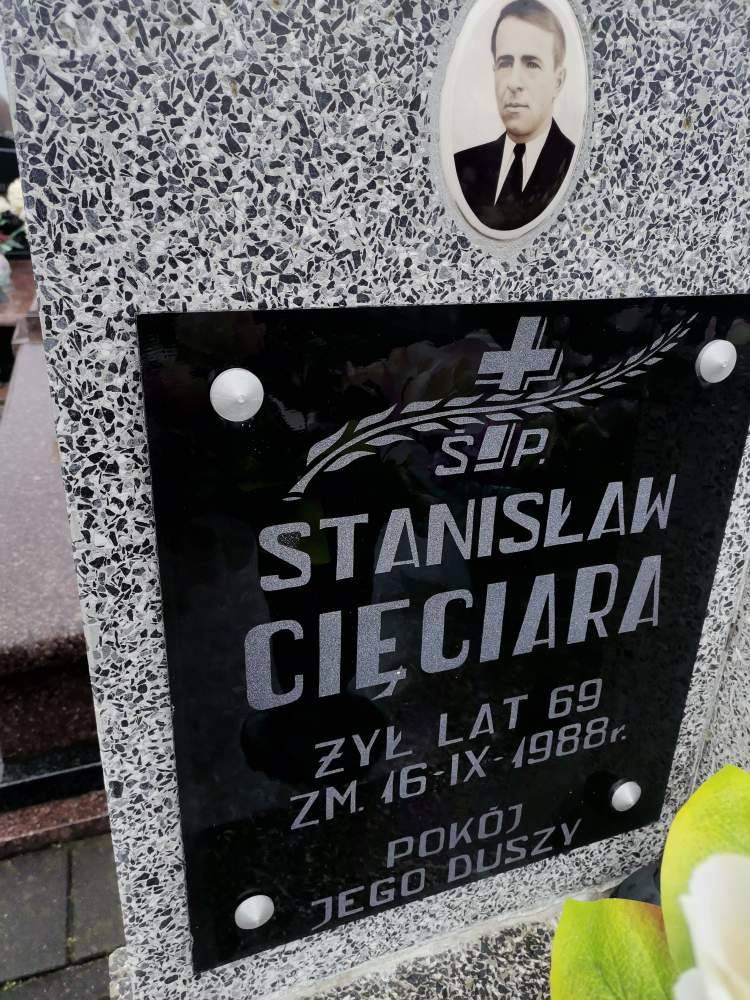 Ś.P.
STANISŁAW
CIĘCIARA
ŻYŁ LAT 69
ZM. 16-IX-1988r.
POKÓJ
JEGO DUSZY